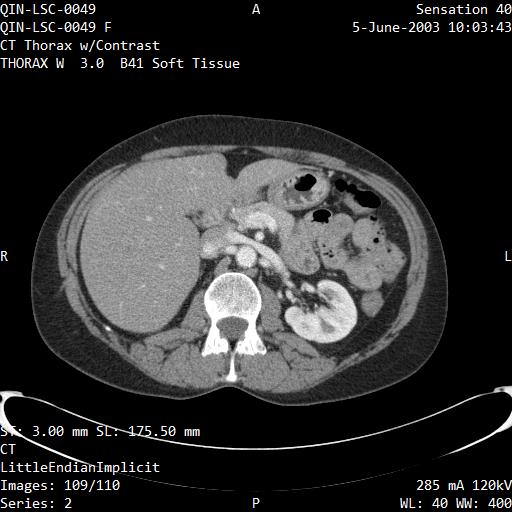 QIN-LSC-0049 A Sensation 40
QIN-LSC-0049 F 5-June-2003 10:03:43
CT Thorax w/Contrast
THORAX W 3.0 B41 Soft Tissue
R L
ST: 3.00 mm SL: 175.50 mm
CT
LittleEndianImplicit
Images: 109/110 285 mA 120kV
Series: 2 P WL: 40 WW: 400